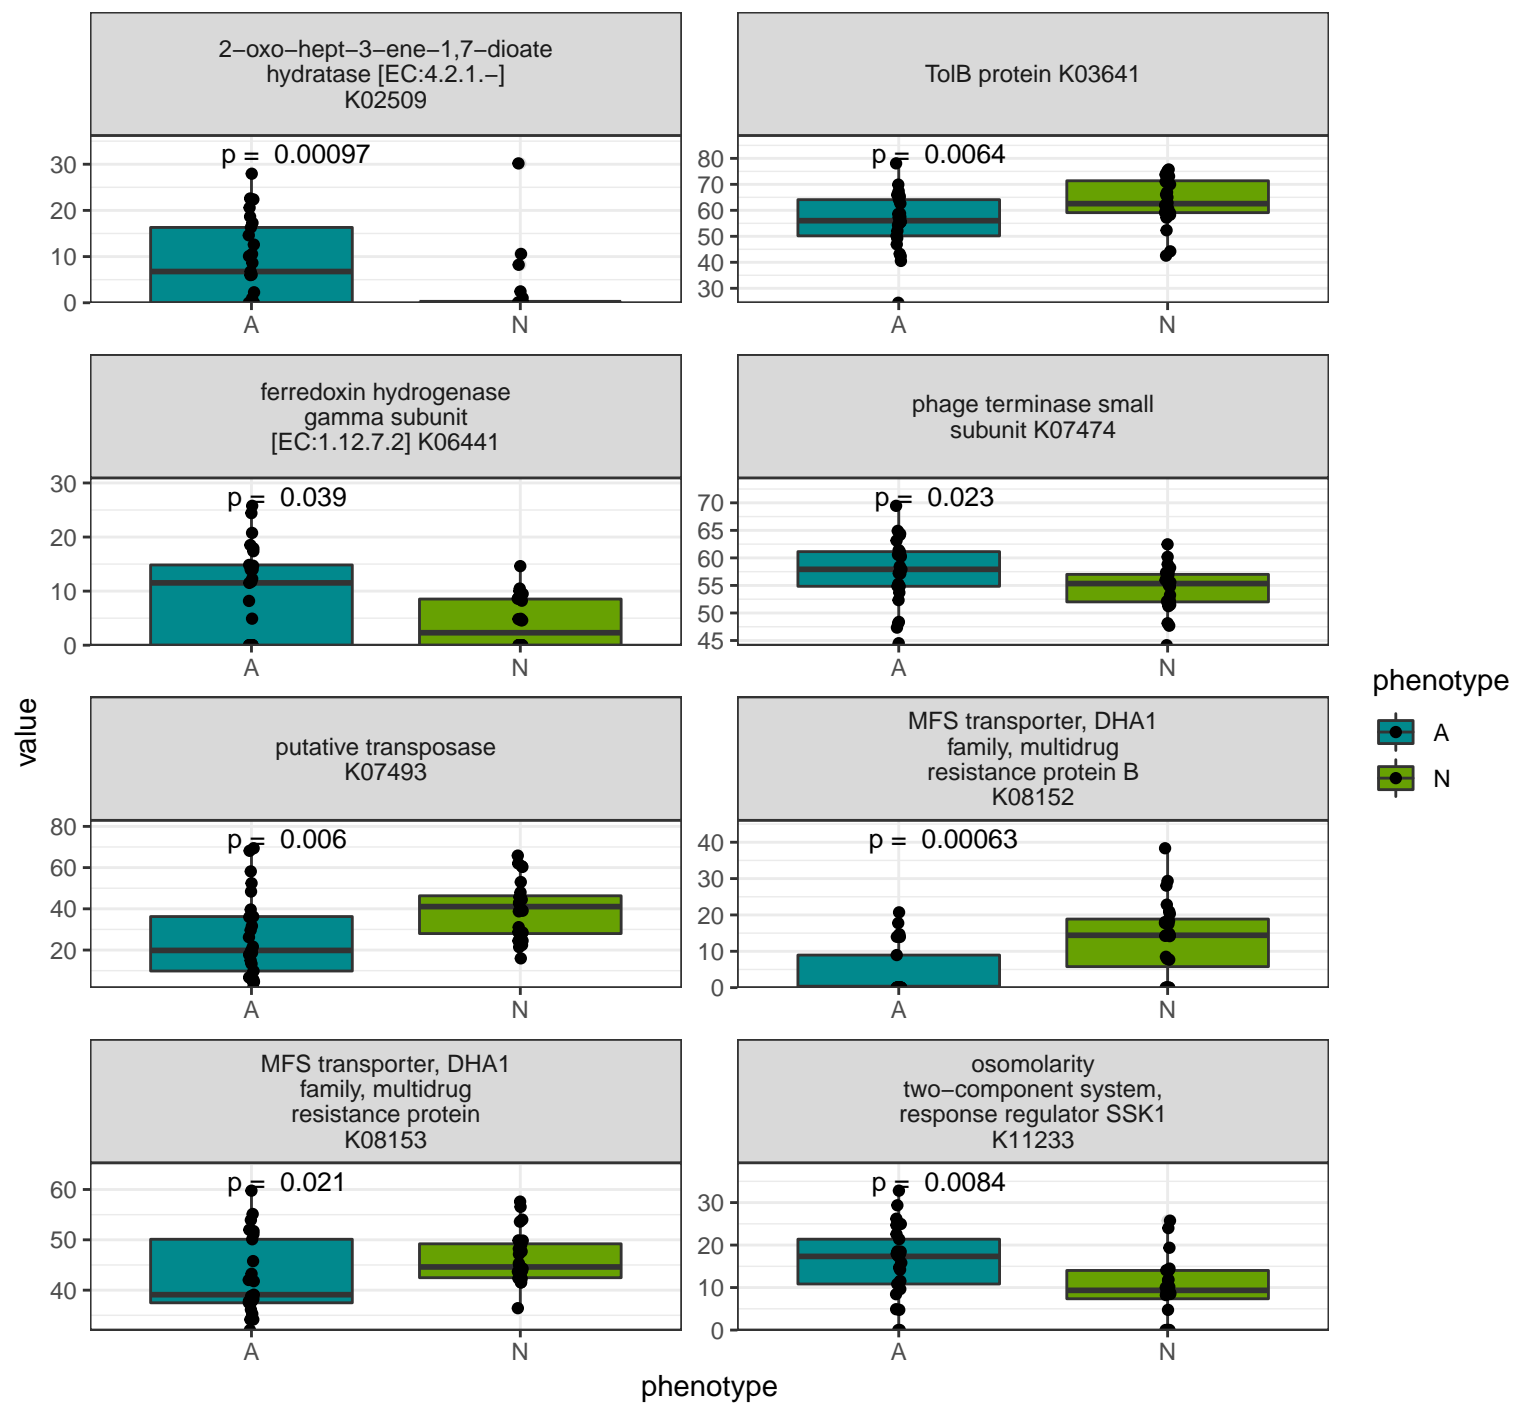 2−oxo−hept−3−ene−1,7−dioate
hydratase [EC:4.2.1.−]
K02509
TolB protein K03641
p = 0.00097
30
20
10
0
A
N
p = 0.0064
80
70
60
50
40
30
A
N
ferredoxin hydrogenase
gamma subunit
[EC:1.12.7.2] K06441
phage terminase small
subunit K07474
p = 0.039
30
20
10
0
A
N
p = 0.023
70
65
60
55
50
45
A
N
value
putative transposase
K07493
MFS transporter, DHA1
family, multidrug
resistance protein B
K08152
p = 0.006
80
60
40
20
A
N
p = 0.00063
40
30
20
10
0
A
N
MFS transporter, DHA1
family, multidrug
resistance protein
K08153
osomolarity
two−component system,
response regulator SSK1
K11233
p = 0.021
60
50
40
A
N
p = 0.0084
30
20
10
0
A
N
phenotype
phenotype
A
N